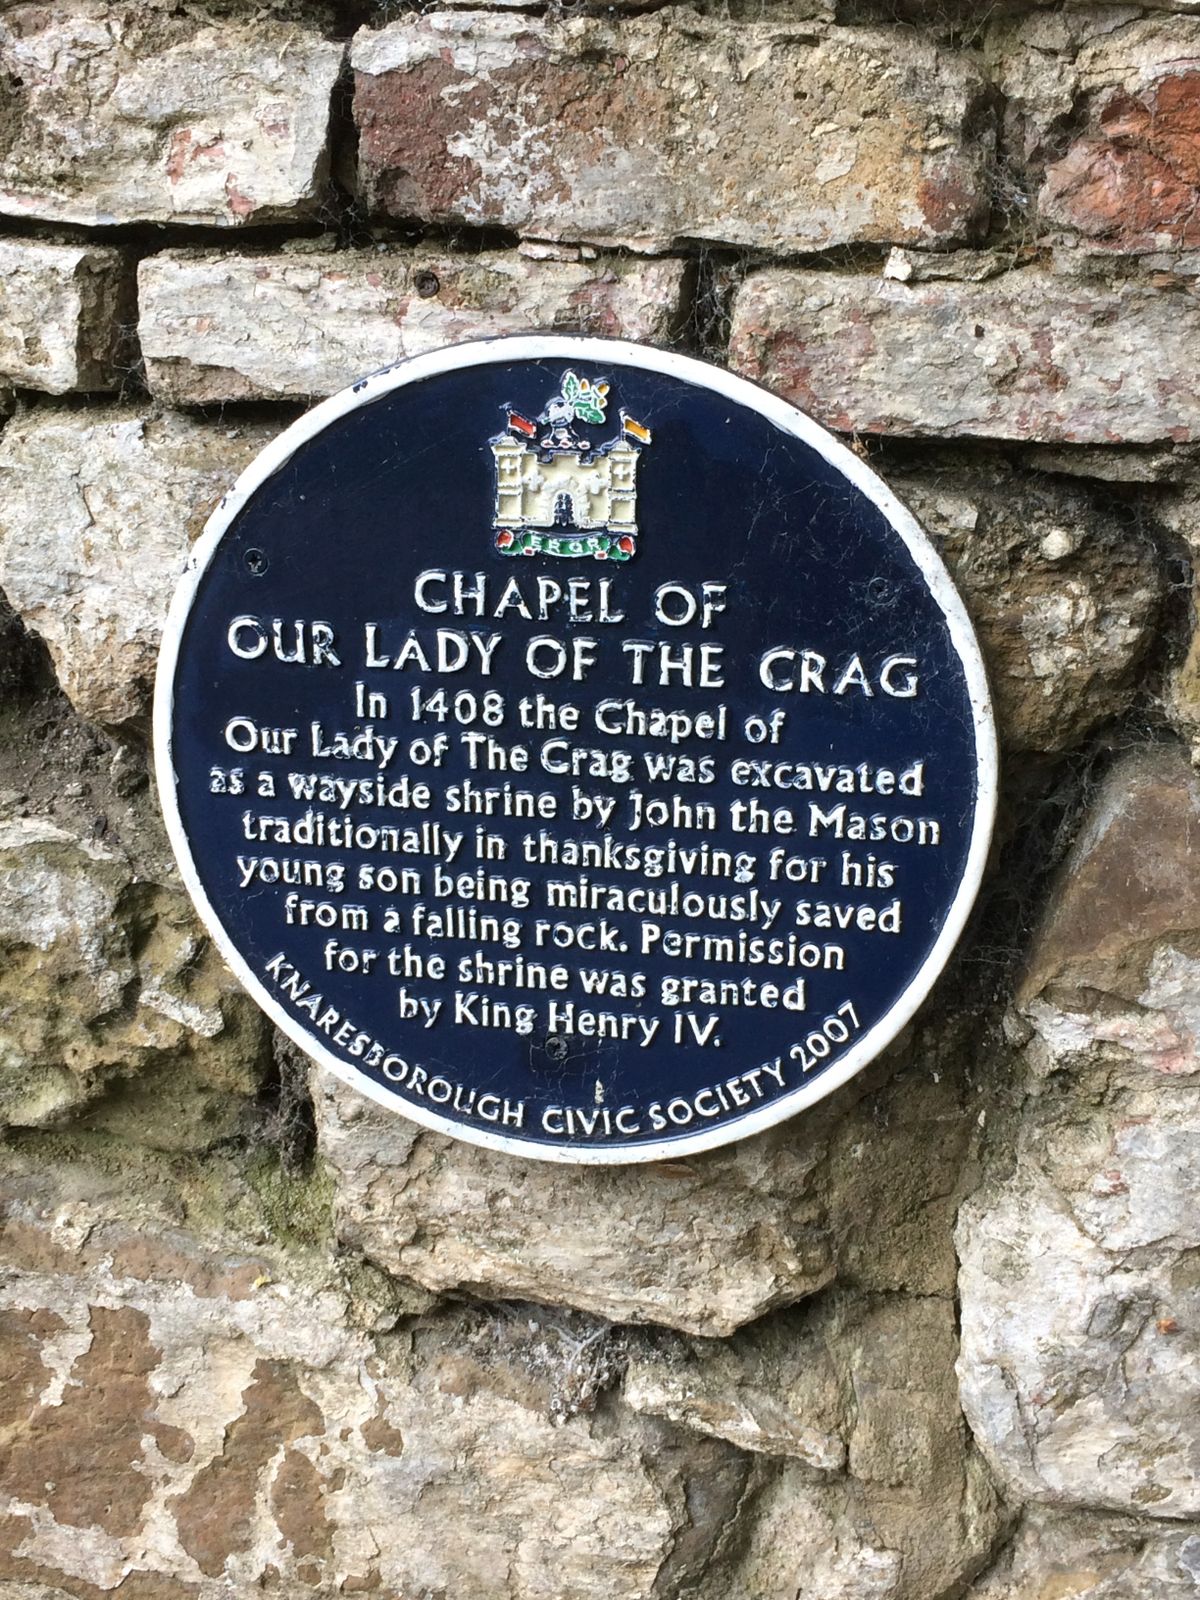 CHAPEL OF
OUR LADY OF THE CRAG
In 1408 the Chapel of
Our Lady of The Crag was excavated
as a wayside shrine by John the Mason
traditionally in thanksgiving for his
young son being miraculously saved
from a falling rock. Permission
for the shrine was granted
by King Henry IV.
KNARESBOROUGH CIVIC SOCIETY 2007